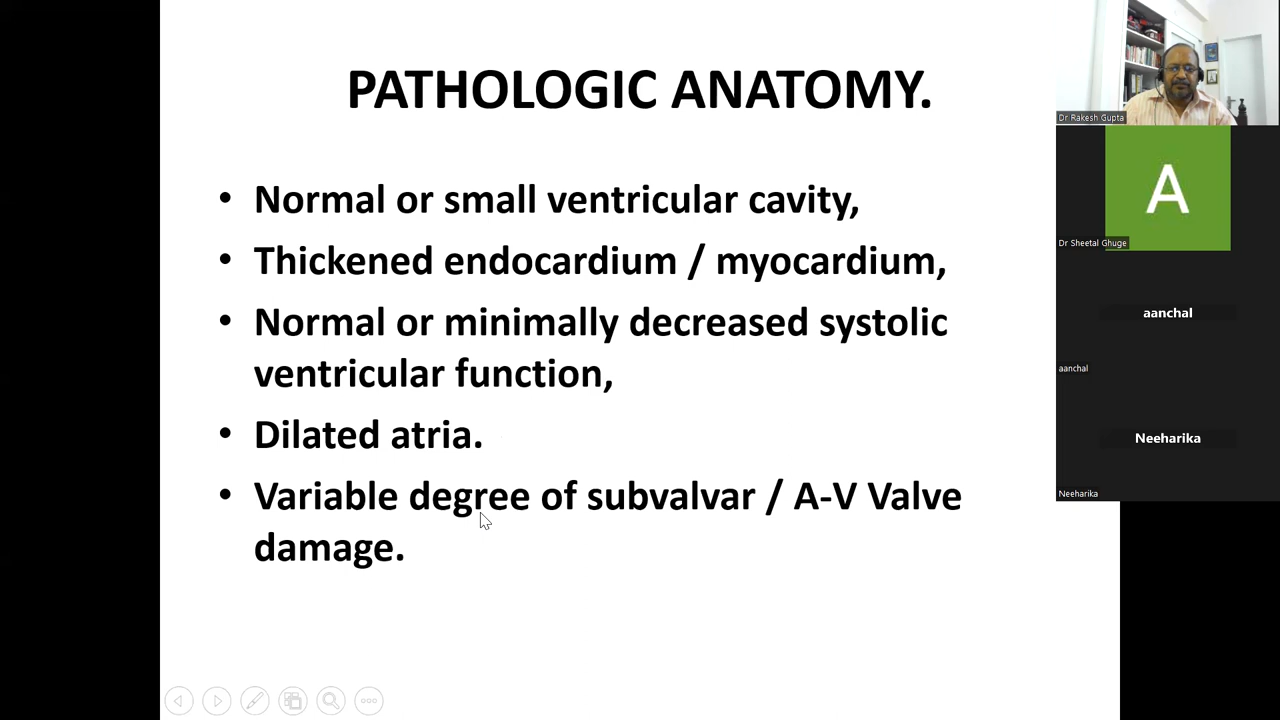 PATHOLOGIC ANATOMY.
• Normal or small ventricular cavity,
• Thickened endocardium / myocardium,
• Normal or minimally decreased systolic
ventricular function,
• Dilated atria.
• Variable degree of subvalvar / A-V Valve
damage.
Dr Rakesh Gupta
A
Dr Sheetal Ghuge
aanchal
aanchal
Neeharika
Neeharika